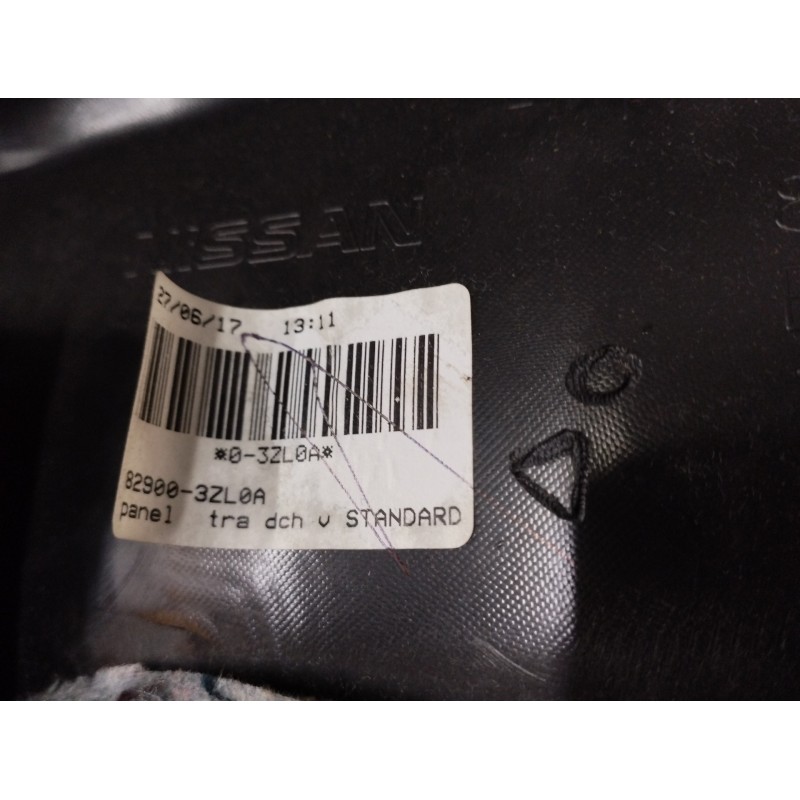 NISSAN
27/06/17 13:11
*0-3ZL0A*
82900-3ZL0A
panel tra dch v STANDARD